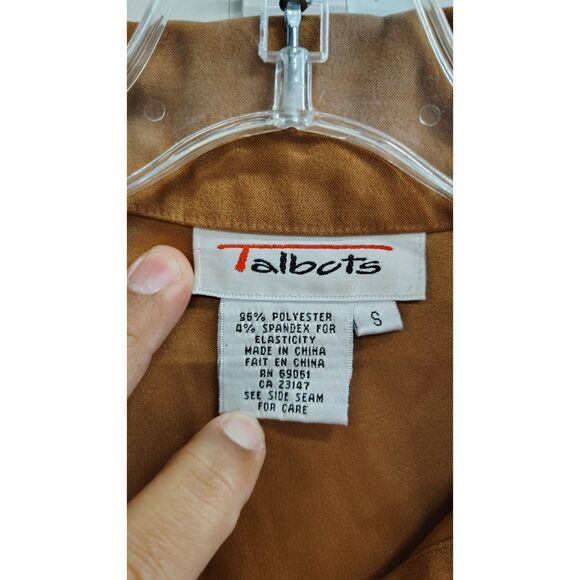 Talbots
S
96% POLYESTER
4% SPANDEX FOR
ELASTICITY
MADE IN CHINA
FAIT EN CHINA
RN 69061
CA 23147
SEE SIDE SEAM
FOR CARE